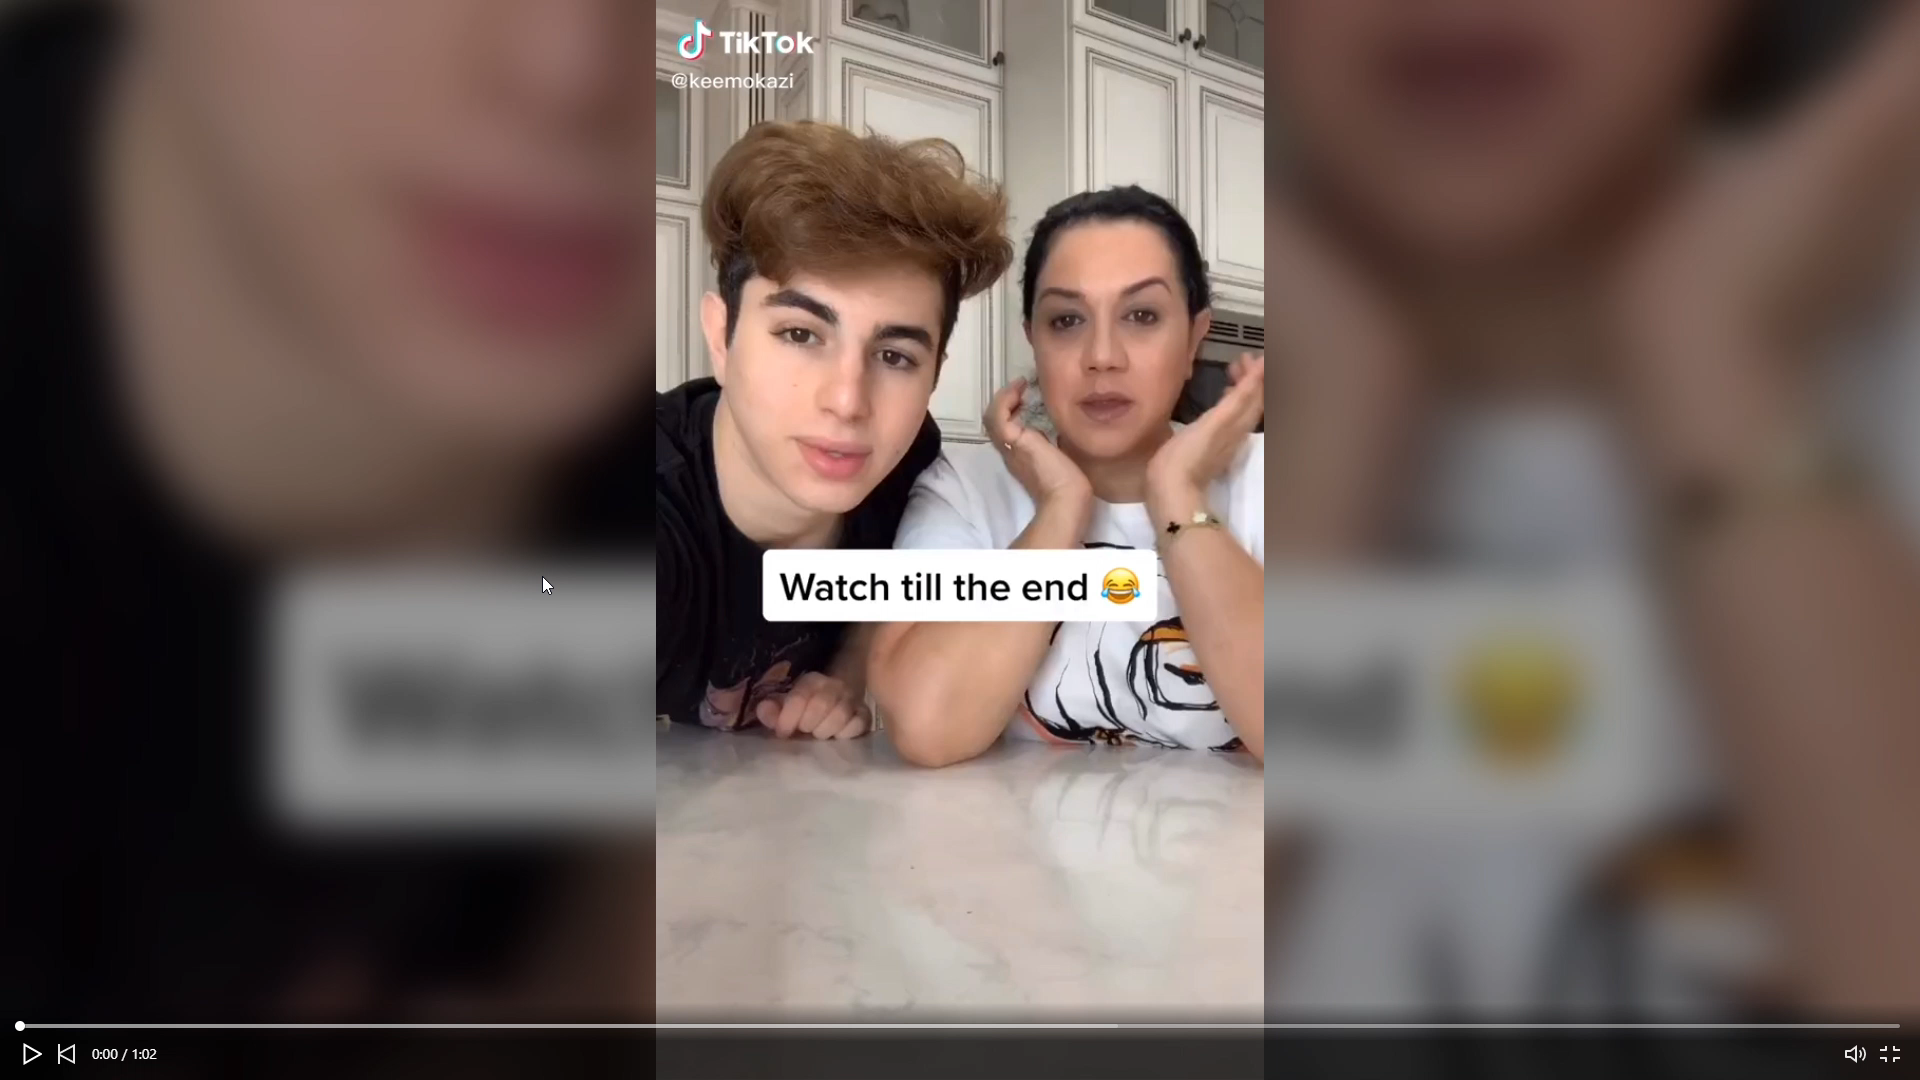 TikTok
@keemokazi
Watch till the end 😂
0:00 / 1:02